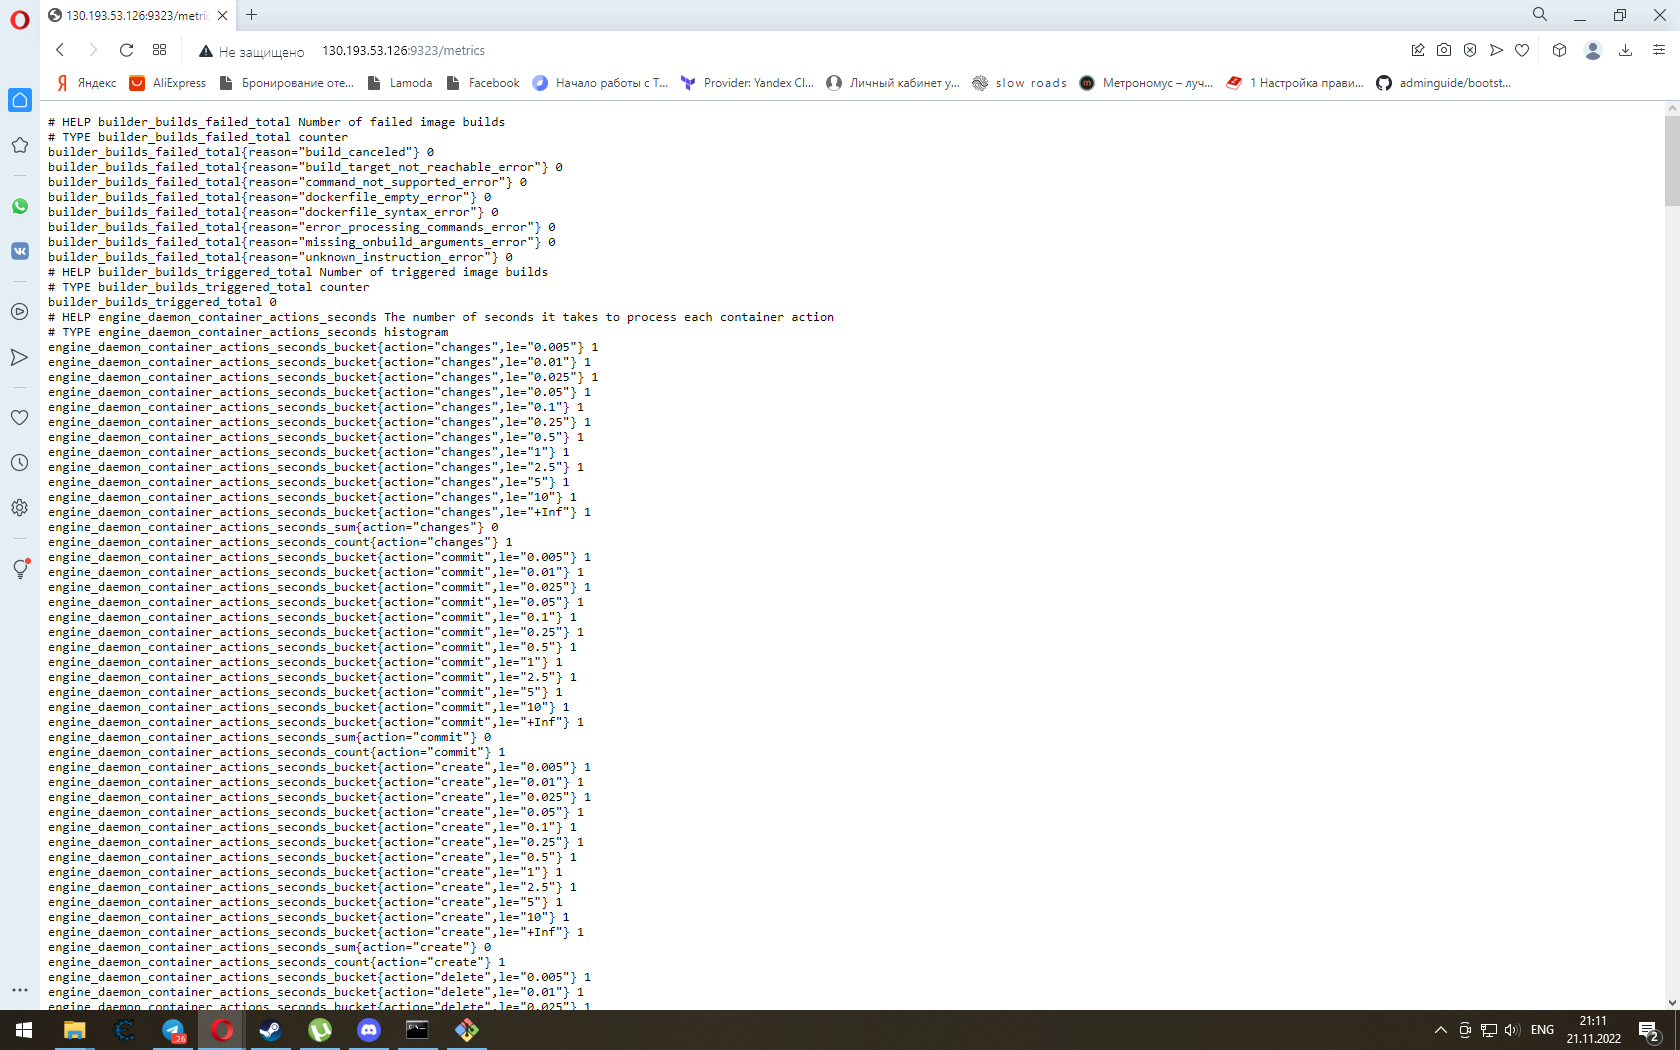 130.193.53.126:9323/metric
Не защищено 130.193.53.126:9323/metrics
Яндекс AliExpress Бронирование оте... Lamoda Facebook Начало работы с T... Provider: Yandex Cl... Личный кабинет у... slow roads Метрономус – луч... 1 Настройка прави... adminguide/bootst...
# HELP builder_builds_failed_total Number of failed image builds
# TYPE builder_builds_failed_total counter
builder_builds_failed_total{reason="build_canceled"} 0
builder_builds_failed_total{reason="build_target_not_reachable_error"} 0
builder_builds_failed_total{reason="command_not_supported_error"} 0
builder_builds_failed_total{reason="dockerfile_empty_error"} 0
builder_builds_failed_total{reason="dockerfile_syntax_error"} 0
builder_builds_failed_total{reason="error_processing_commands_error"} 0
builder_builds_failed_total{reason="missing_onbuild_arguments_error"} 0
builder_builds_failed_total{reason="unknown_instruction_error"} 0
# HELP builder_builds_triggered_total Number of triggered image builds
# TYPE builder_builds_triggered_total counter
builder_builds_triggered_total 0
# HELP engine_daemon_container_actions_seconds The number of seconds it takes to process each container action
# TYPE engine_daemon_container_actions_seconds histogram
engine_daemon_container_actions_seconds_bucket{action="changes",le="0.005"} 1
engine_daemon_container_actions_seconds_bucket{action="changes",le="0.01"} 1
engine_daemon_container_actions_seconds_bucket{action="changes",le="0.025"} 1
engine_daemon_container_actions_seconds_bucket{action="changes",le="0.05"} 1
engine_daemon_container_actions_seconds_bucket{action="changes",le="0.1"} 1
engine_daemon_container_actions_seconds_bucket{action="changes",le="0.25"} 1
engine_daemon_container_actions_seconds_bucket{action="changes",le="0.5"} 1
engine_daemon_container_actions_seconds_bucket{action="changes",le="1"} 1
engine_daemon_container_actions_seconds_bucket{action="changes",le="2.5"} 1
engine_daemon_container_actions_seconds_bucket{action="changes",le="5"} 1
engine_daemon_container_actions_seconds_bucket{action="changes",le="10"} 1
engine_daemon_container_actions_seconds_bucket{action="changes",le="+Inf"} 1
engine_daemon_container_actions_seconds_sum{action="changes"} 0
engine_daemon_container_actions_seconds_count{action="changes"} 1
engine_daemon_container_actions_seconds_bucket{action="commit",le="0.005"} 1
engine_daemon_container_actions_seconds_bucket{action="commit",le="0.01"} 1
engine_daemon_container_actions_seconds_bucket{action="commit",le="0.025"} 1
engine_daemon_container_actions_seconds_bucket{action="commit",le="0.05"} 1
engine_daemon_container_actions_seconds_bucket{action="commit",le="0.1"} 1
engine_daemon_container_actions_seconds_bucket{action="commit",le="0.25"} 1
engine_daemon_container_actions_seconds_bucket{action="commit",le="0.5"} 1
engine_daemon_container_actions_seconds_bucket{action="commit",le="1"} 1
engine_daemon_container_actions_seconds_bucket{action="commit",le="2.5"} 1
engine_daemon_container_actions_seconds_bucket{action="commit",le="5"} 1
engine_daemon_container_actions_seconds_bucket{action="commit",le="10"} 1
engine_daemon_container_actions_seconds_bucket{action="commit",le="+Inf"} 1
engine_daemon_container_actions_seconds_sum{action="commit"} 0
engine_daemon_container_actions_seconds_count{action="commit"} 1
engine_daemon_container_actions_seconds_bucket{action="create",le="0.005"} 1
engine_daemon_container_actions_seconds_bucket{action="create",le="0.01"} 1
engine_daemon_container_actions_seconds_bucket{action="create",le="0.025"} 1
engine_daemon_container_actions_seconds_bucket{action="create",le="0.05"} 1
engine_daemon_container_actions_seconds_bucket{action="create",le="0.1"} 1
engine_daemon_container_actions_seconds_bucket{action="create",le="0.25"} 1
engine_daemon_container_actions_seconds_bucket{action="create",le="0.5"} 1
engine_daemon_container_actions_seconds_bucket{action="create",le="1"} 1
engine_daemon_container_actions_seconds_bucket{action="create",le="2.5"} 1
engine_daemon_container_actions_seconds_bucket{action="create",le="5"} 1
engine_daemon_container_actions_seconds_bucket{action="create",le="10"} 1
engine_daemon_container_actions_seconds_bucket{action="create",le="+Inf"} 1
engine_daemon_container_actions_seconds_sum{action="create"} 0
engine_daemon_container_actions_seconds_count{action="create"} 1
engine_daemon_container_actions_seconds_bucket{action="delete",le="0.005"} 1
engine_daemon_container_actions_seconds_bucket{action="delete",le="0.01"} 1
engine_daemon_container_actions_seconds_bucket{action="delete",le="0.025"} 1
26
ENG
21:11
21.11.2022
2